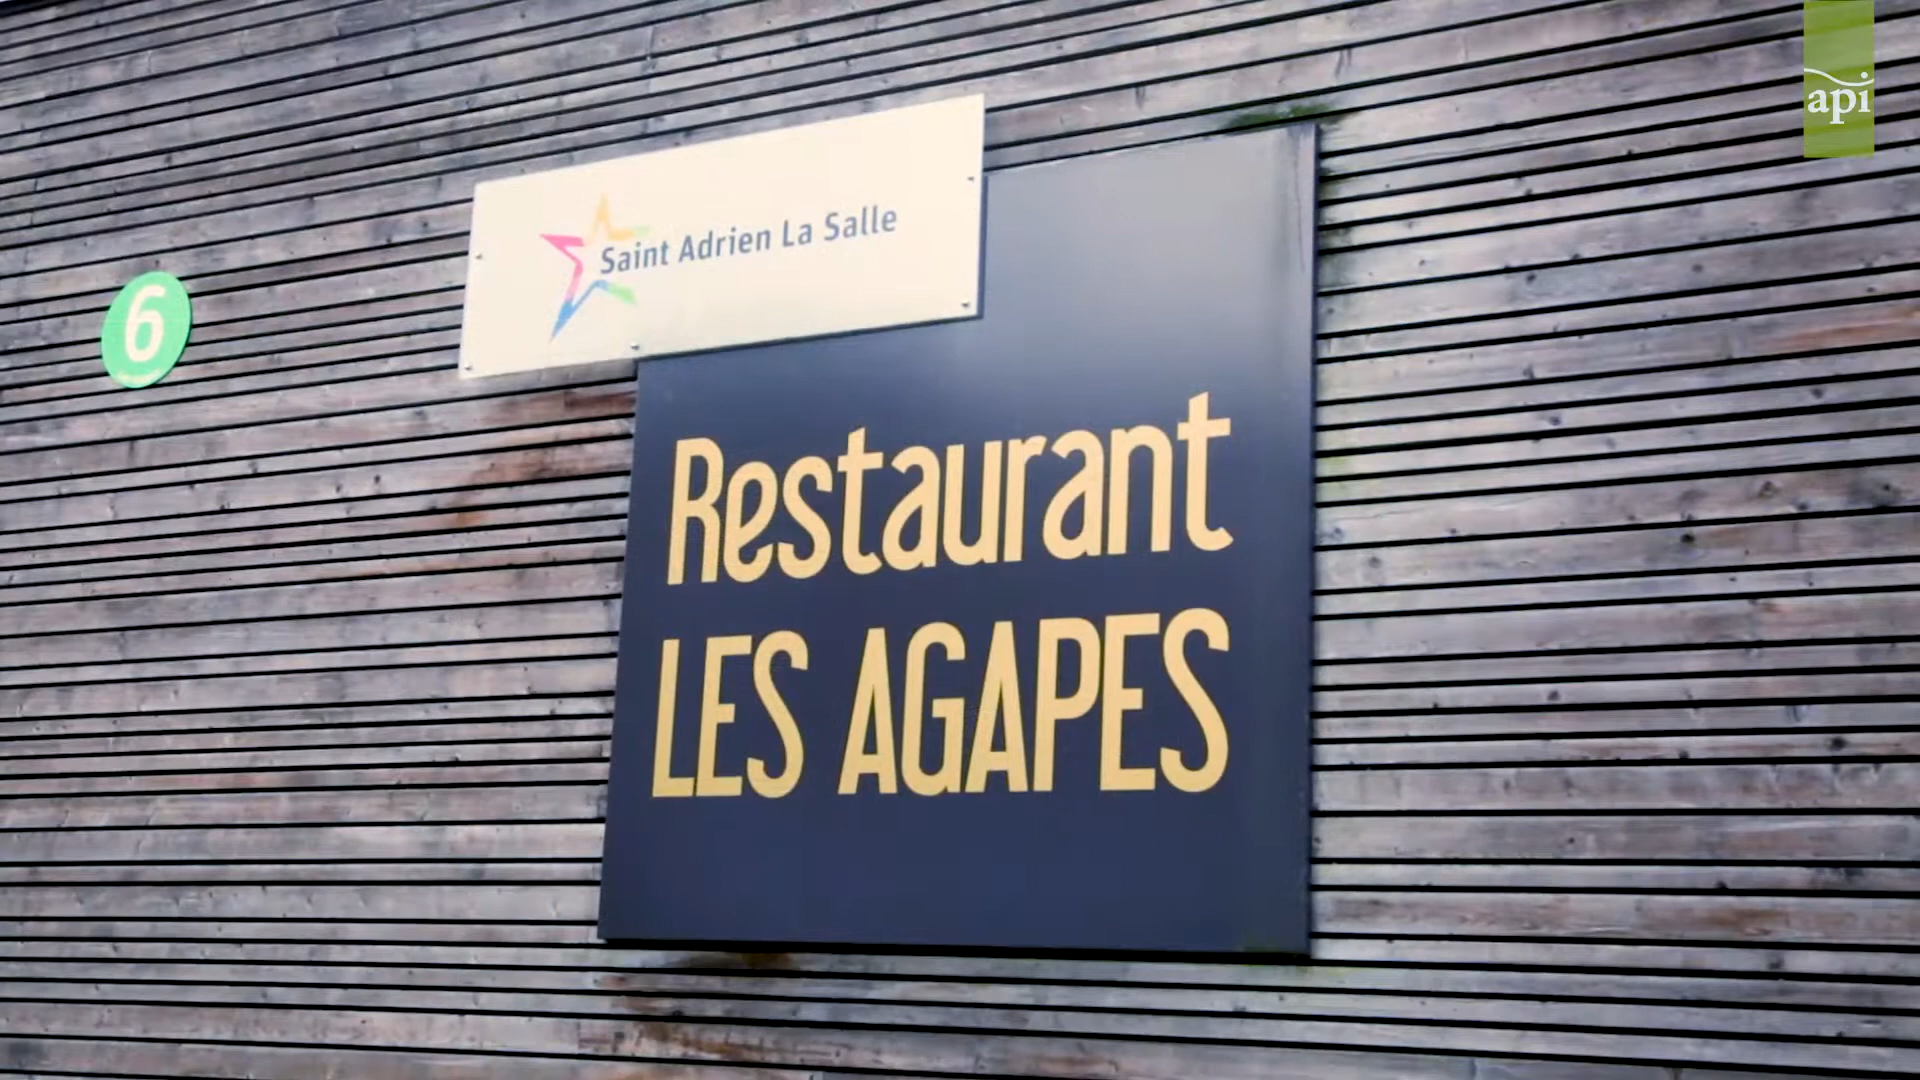 api
Saint Adrien La Salle
6
Restaurant
LES AGAPES